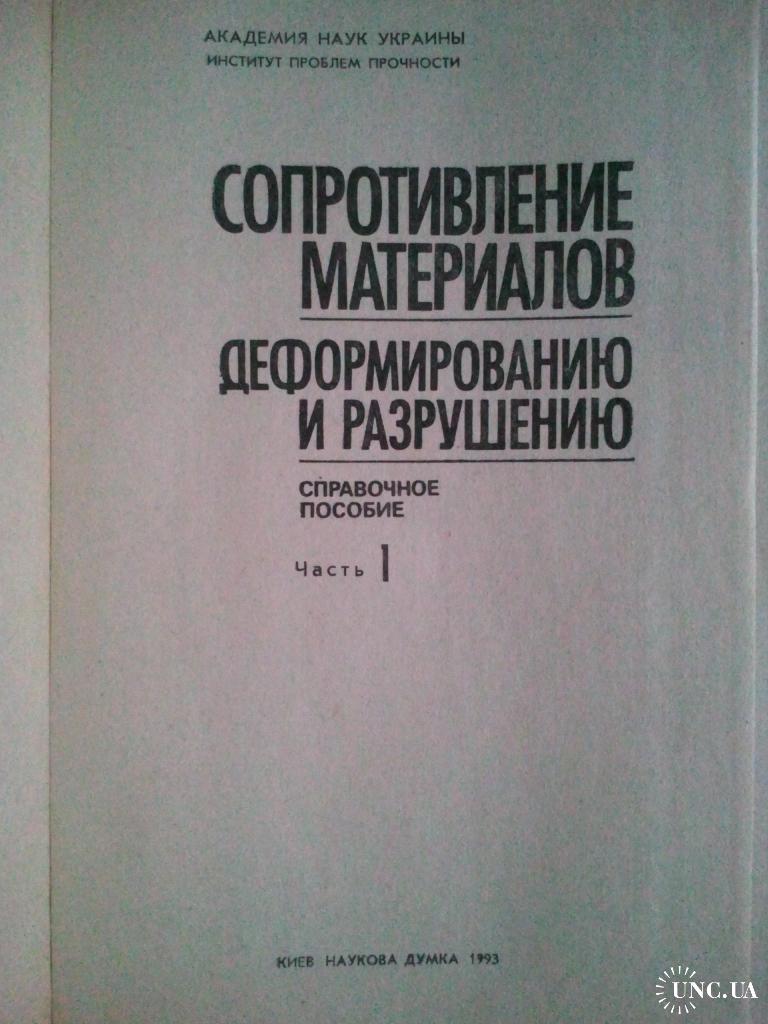 АКАДЕМИЯ НАУК УКРАИНЫ
ИНСТИТУТ ПРОБЛЕМ ПРОЧНОСТИ
СОПРОТИВЛЕНИЕ
МАТЕРИАЛОВ
ДЕФОРМИРОВАНИЮ
И РАЗРУШЕНИЮ
СПРАВОЧНОЕ
ПОСОБИЕ
Часть 1
КИЕВ НАУКОВА ДУМКА 1993
UNC.UA